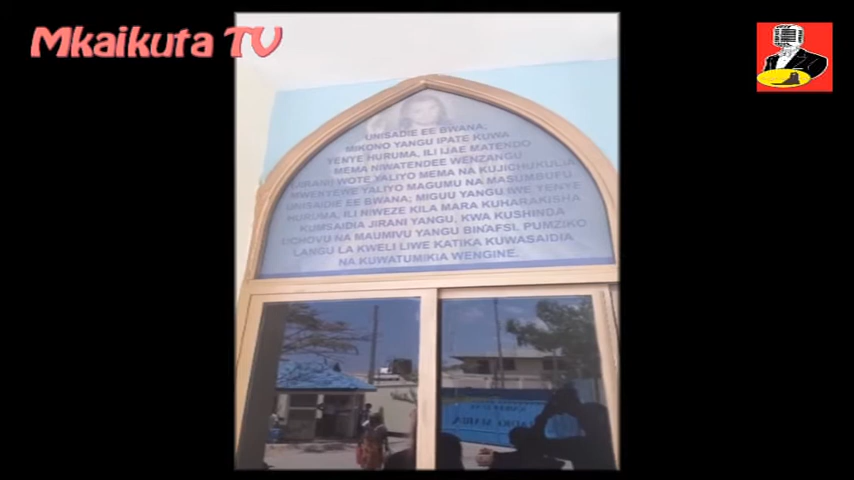 Mkaikuta TV
UNISADIE EE BWANA;
MIKONO YANGU IPATE KUWA
YENYE HURUMA, ILI IJAE MATENDO
MEMA NIWATENDEE WENZANGU
WOTE YALIYO MEMA NA KUJICHUKULIA
MWENYEWE YALIYO MAGUMU NA MASUMBUFU.
UNISAIDIE EE BWANA; MIGUU YANGU IWE YENYE
HURUMA, ILI NIWEZE KILA MARA KUHARAKISHA
KUMSAIDIA JIRANI YANGU, KWA KUSHINDA
UCHOVU NA MAUMIVU YANGU BINAFSI. PUMZIKO
LANGU LA KWELI LIWE KATIKA KUWASAIDIA
NA KUWATUMIKIA WENGINE.